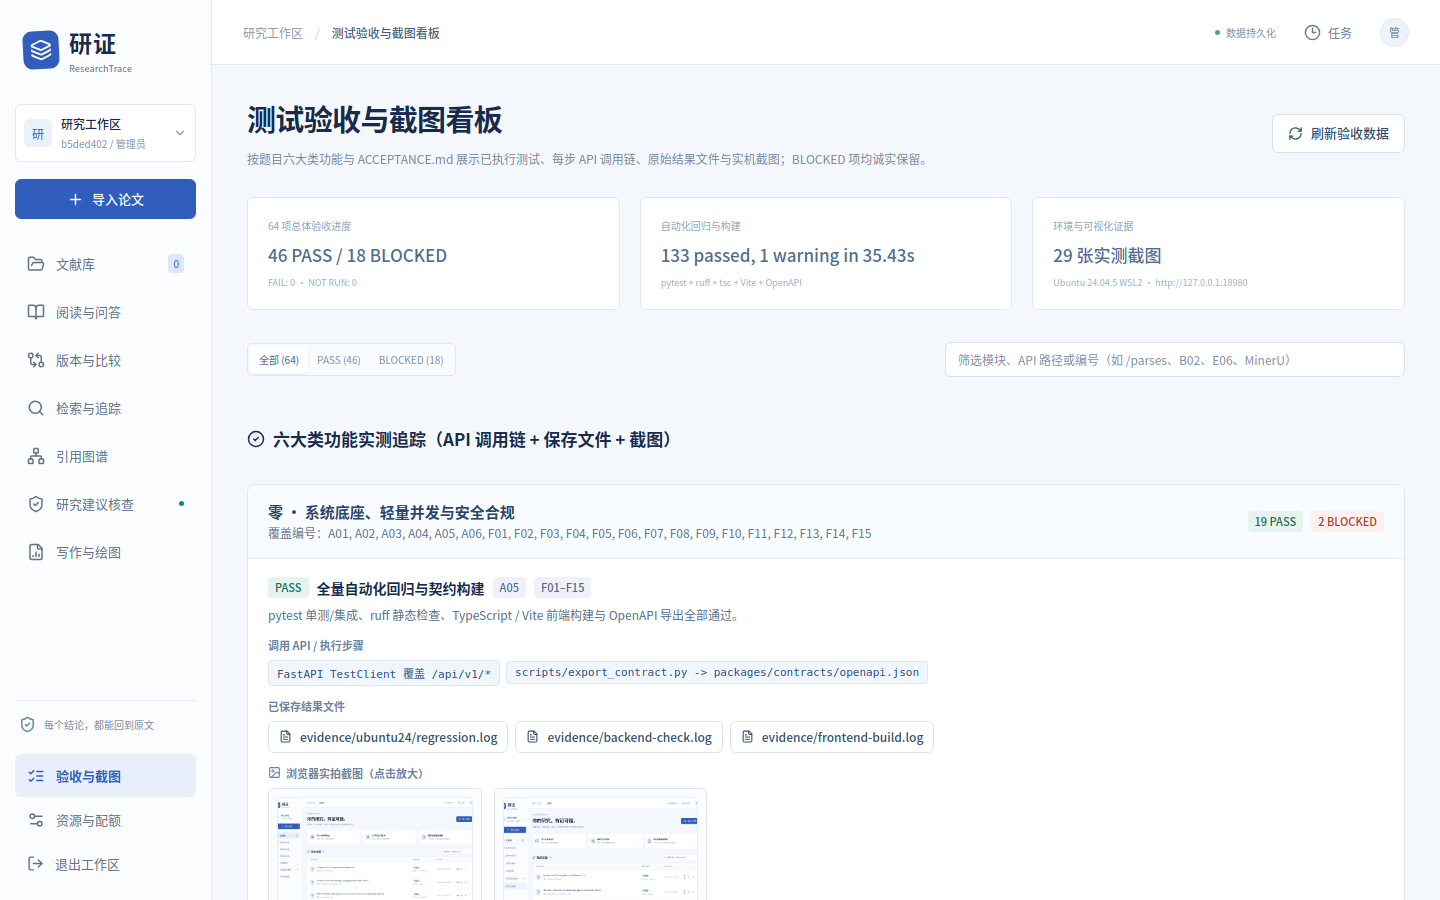 研证
ResearchTrace
研
研究工作区
b5ded402 / 管理员
导入论文
文献库
0
阅读与问答
版本与比较
检索与追踪
引用图谱
研究建议核查
写作与绘图
每个结论，都能回到原文
验收与截图
资源与配额
退出工作区
研究工作区 / 测试验收与截图看板
数据持久化
任务
管
测试验收与截图看板
按题目六大类功能与 ACCEPTANCE.md 展示已执行测试、每步 API 调用链、原始结果文件与实机截图；BLOCKED 项均诚实保留。
刷新验收数据
64 项总体验收进度
46 PASS / 18 BLOCKED
FAIL: 0 · NOT RUN: 0
自动化回归与构建
133 passed, 1 warning in 35.43s
pytest + ruff + tsc + Vite + OpenAPI
环境与可视化证据
29 张实测截图
Ubuntu 24.04.5 WSL2 · http://127.0.0.1:18980
全部 (64)
PASS (46)
BLOCKED (18)
筛选模块、API 路径或编号（如 /parses、B02、E06、MinerU）
六大类功能实测追踪（API 调用链 + 保存文件 + 截图）
零 · 系统底座、轻量并发与安全合规
覆盖编号：A01, A02, A03, A04, A05, A06, F01, F02, F03, F04, F05, F06, F07, F08, F09, F10, F11, F12, F13, F14, F15
19 PASS
2 BLOCKED
PASS
全量自动化回归与契约构建
A05
F01–F15
pytest 单测/集成、ruff 静态检查、TypeScript / Vite 前端构建与 OpenAPI 导出全部通过。
调用 API / 执行步骤
FastAPI TestClient 覆盖 /api/v1/*
scripts/export_contract.py -> packages/contracts/openapi.json
已保存结果文件
evidence/ubuntu24/regression.log
evidence/backend-check.log
evidence/frontend-build.log
浏览器实拍截图（点击放大）